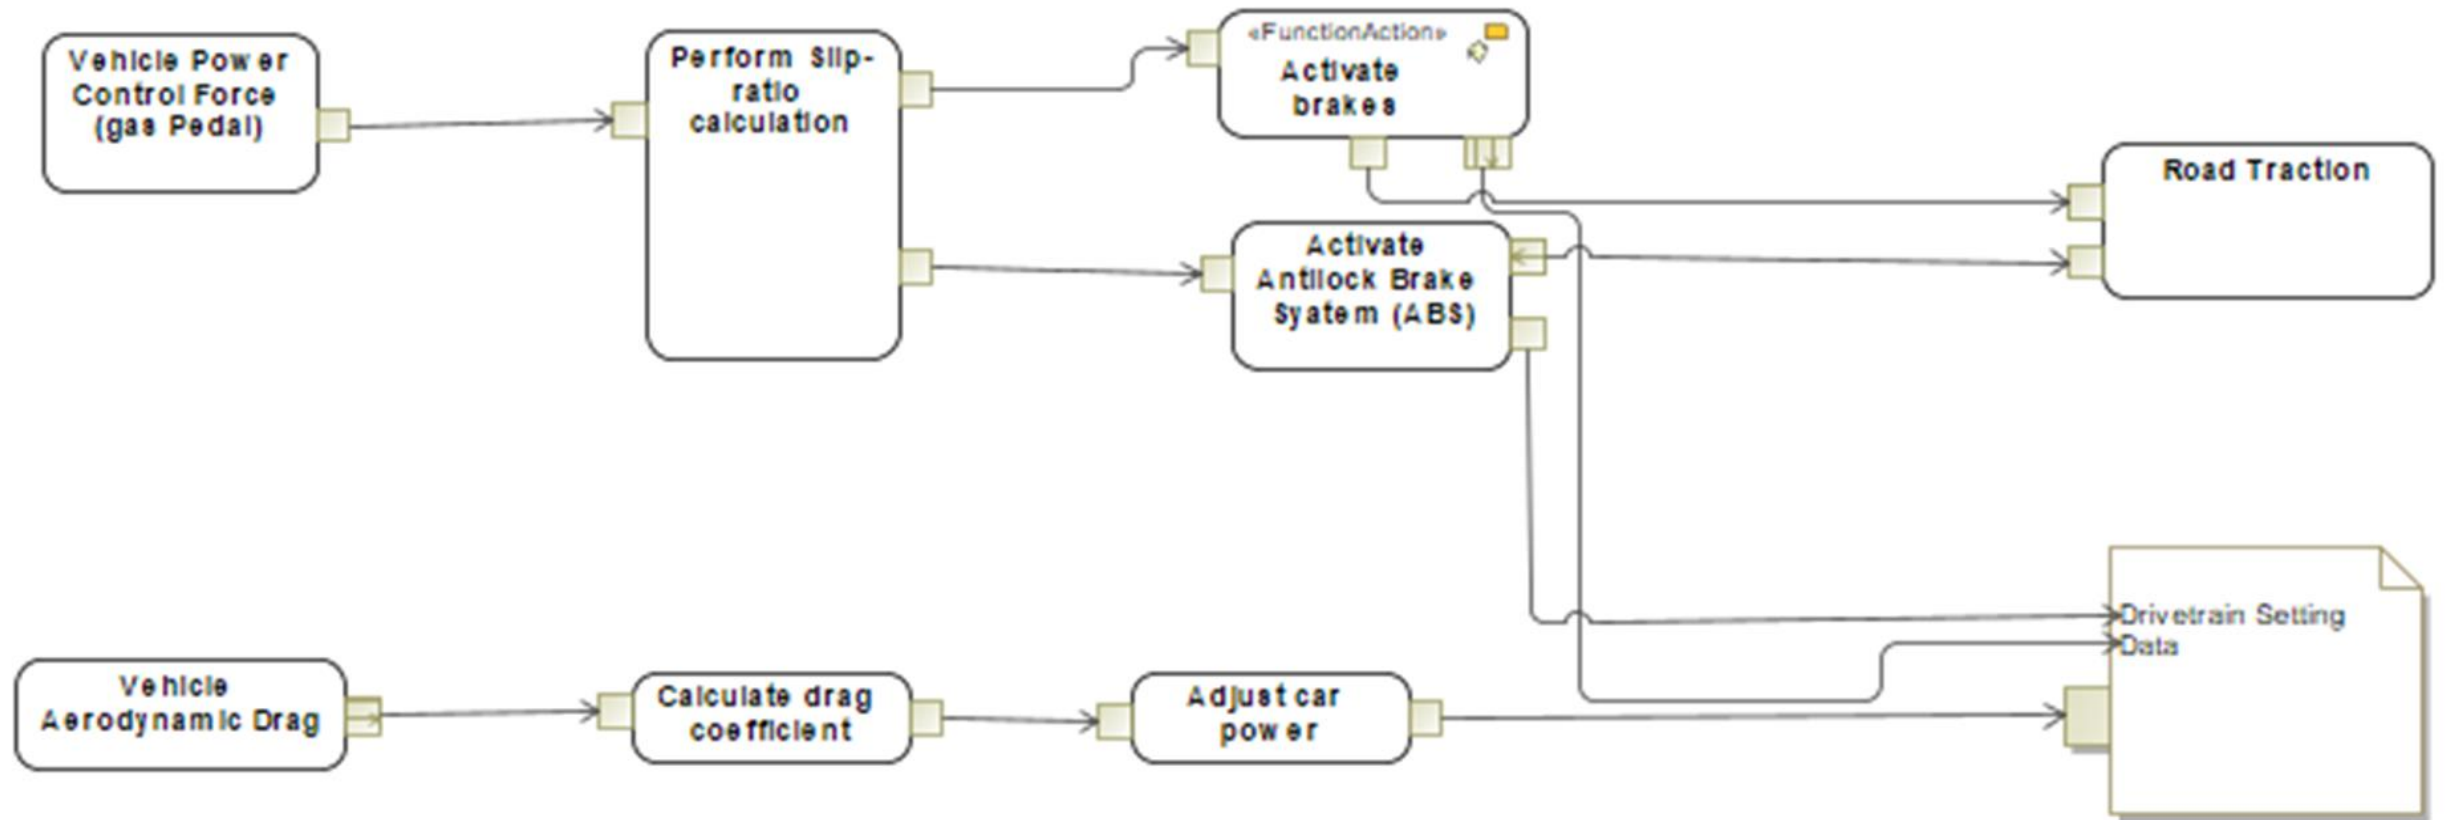 Vehicle Power
Control Force
(gas Pedal)
Perform Slip-
ratio
calculation
«FunctionAction»
Activate
brakes
Road Traction
Activate
Antilock Brake
Syatem (ABS)
Drivetrain Setting
Data
Vehicle
Aerodynamic Drag
Calculate drag
coefficient
Adjust car
power